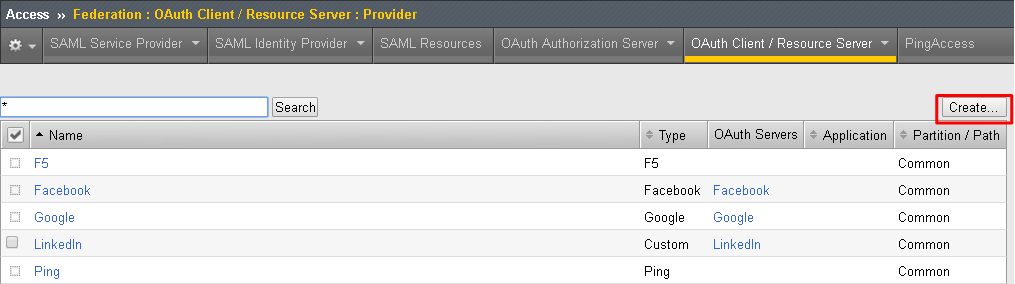 Access » Federation : OAuth Client / Resource Server : Provider
SAML Service Provider SAML Identity Provider SAML Resources OAuth Authorization Server OAuth Client / Resource Server PingAccess
* Search Create...
Name Type OAuth Servers Application Partition / Path
F5 F5 Common
Facebook Facebook Facebook Common
Google Google Google Common
LinkedIn Custom LinkedIn Common
Ping Ping Common